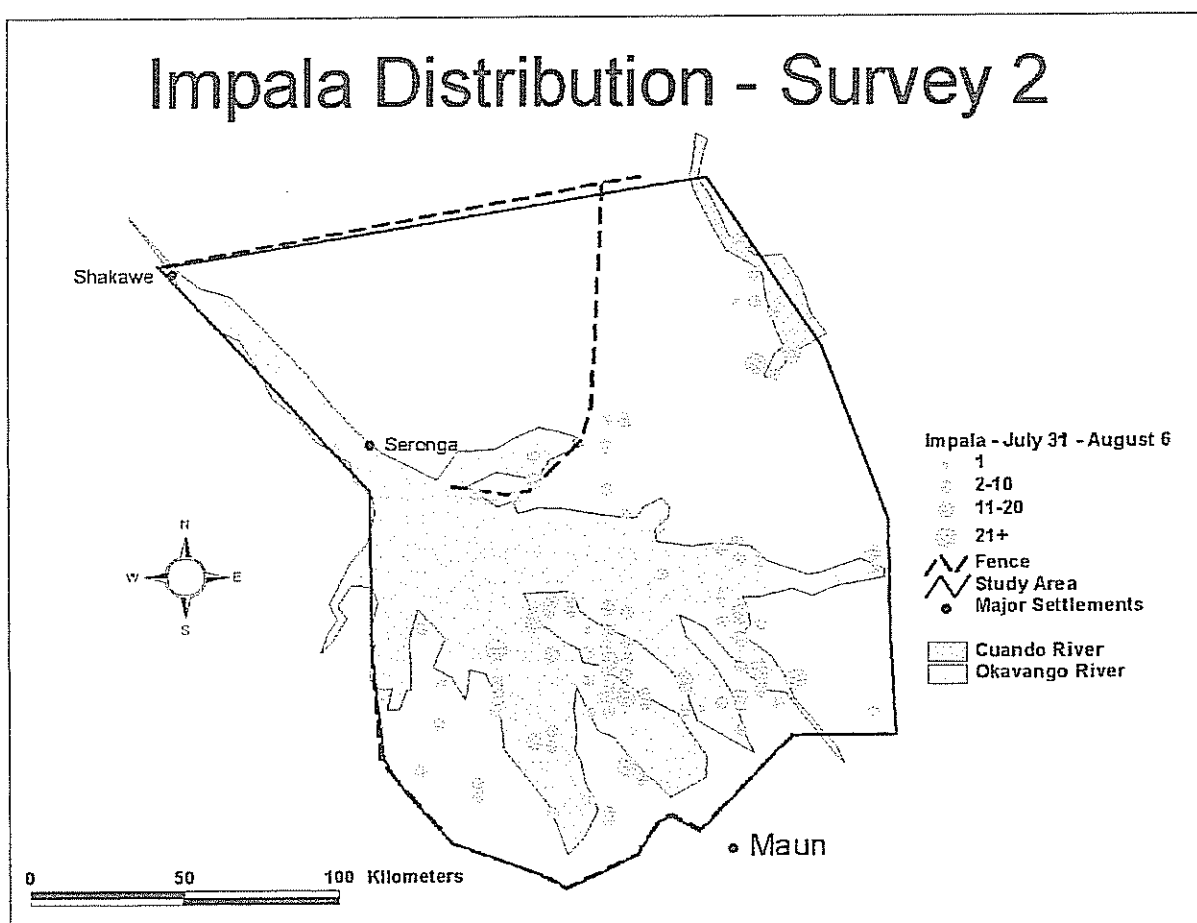 Impala Distribution - Survey 2
Shakawe
Seronga
N
W E
S
Impala - July 31 - August 6
1
2-10
11-20
21+
Fence
Study Area
Major Settlements
Cuando River
Okavango River
Maun
0 50 100 Kilometers